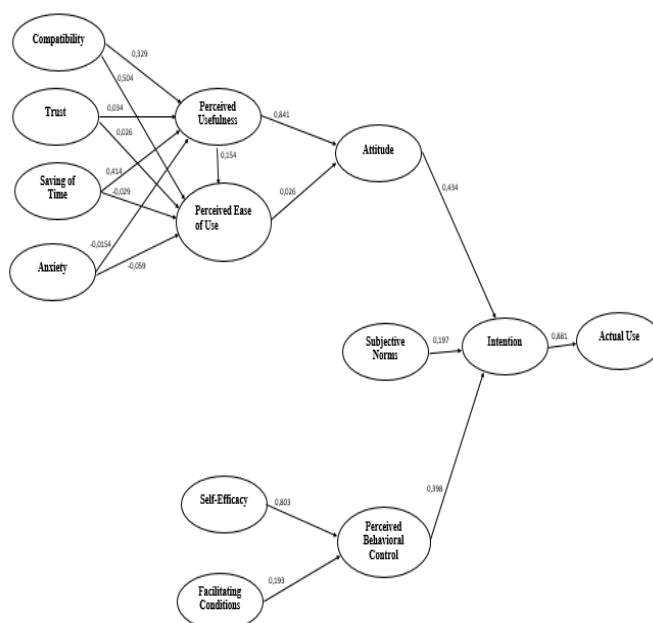 Compatibility
0,329
0,504
Trust
0,034
0,026
Perceived
Usefulness
0,841
Saving of
Time
0,414
-0,029
0,154
Attitude
Perceived Ease
of Use
0,026
0,434
Anxiety
-0,0154
-0,059
Subjective
Norms
0,197
Intention
0,881
Actual Use
Self-Efficacy
0,803
0,398
Perceived
Behavioral
Control
Facilitating
Conditions
0,193